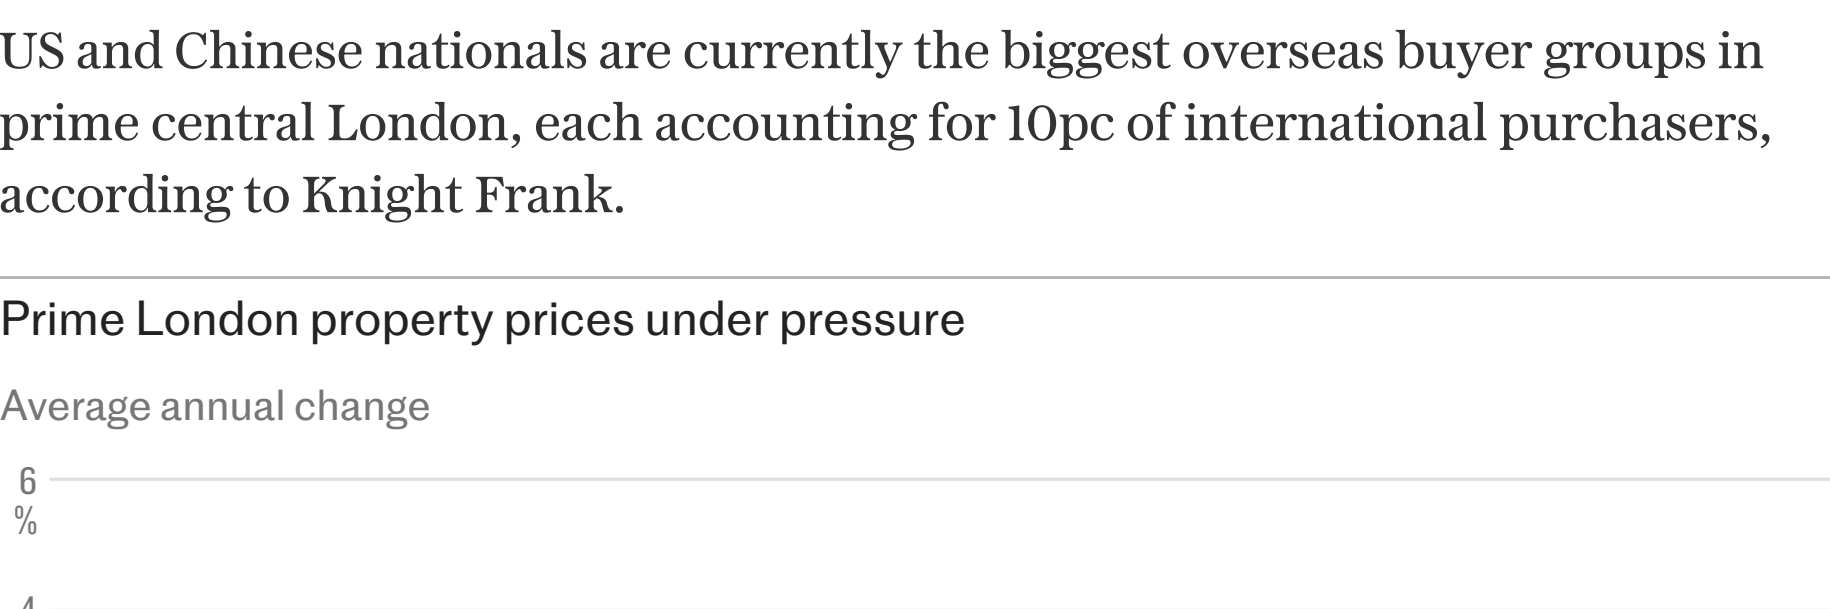 US and Chinese nationals are currently the biggest overseas buyer groups in
prime central London, each accounting for 10pc of international purchasers,
according to Knight Frank.
Prime London property prices under pressure
Average annual change
6
%
4